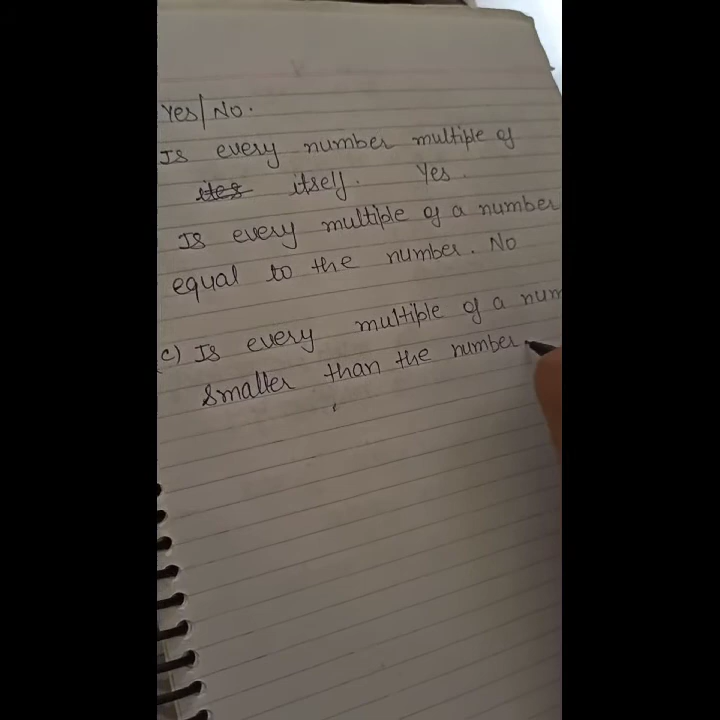 Yes/No.
Is every number multiple of
ites itself. Yes.
Is every multiple of a number
equal to the number. No
(c) Is every multiple of a num
smaller than the number